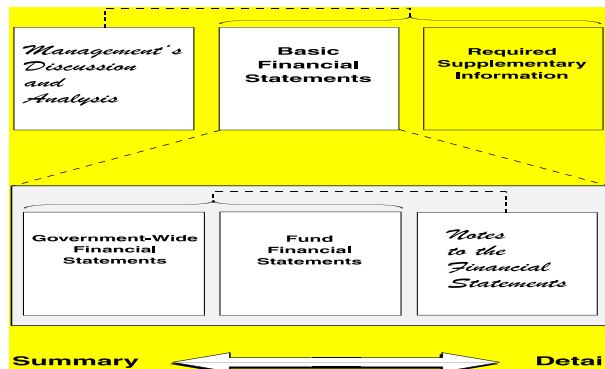 Management's
Discussion
and
Analysis
Basic
Financial
Statements
Required
Supplementary
Information
Government-Wide
Financial
Statements
Fund
Financial
Statements
Notes
to the
Financial
Statements
Summary
Detai